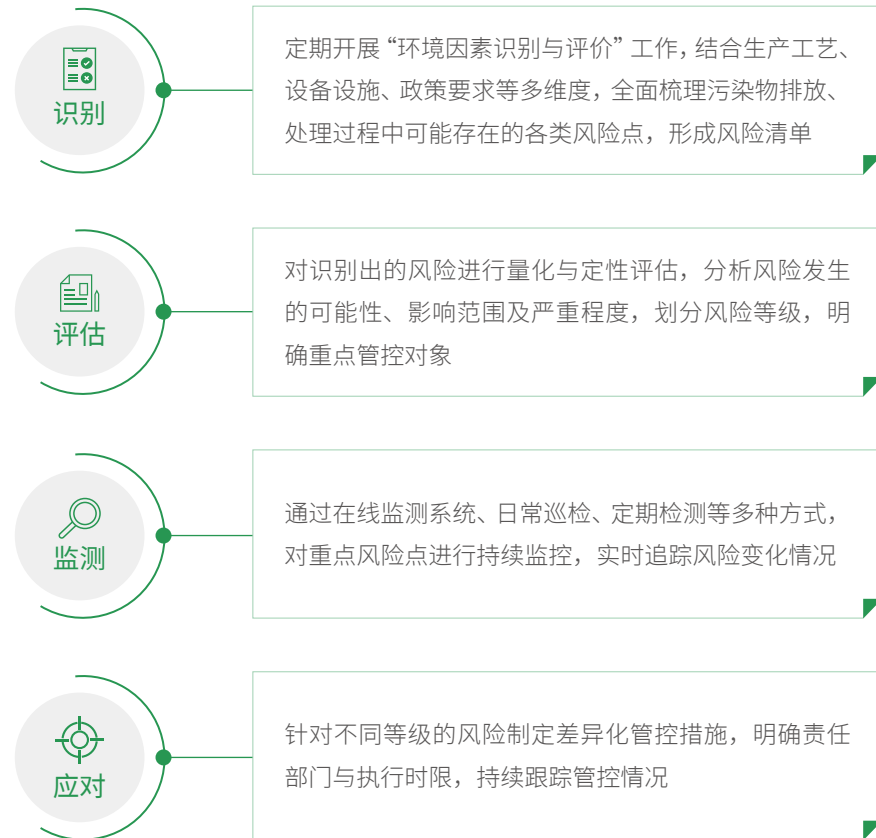 识别
定期开展“环境因素识别与评价”工作，结合生产工艺、
设备设施、政策要求等多维度，全面梳理污染物排放、
处理过程中可能存在的各类风险点，形成风险清单
评估
对识别出的风险进行量化与定性评估，分析风险发生
的可能性、影响范围及严重程度，划分风险等级，明
确重点管控对象
监测
通过在线监测系统、日常巡检、定期检测等多种方式，
对重点风险点进行持续监控，实时追踪风险变化情况
应对
针对不同等级的风险制定差异化管控措施，明确责任
部门与执行时限，持续跟踪管控情况